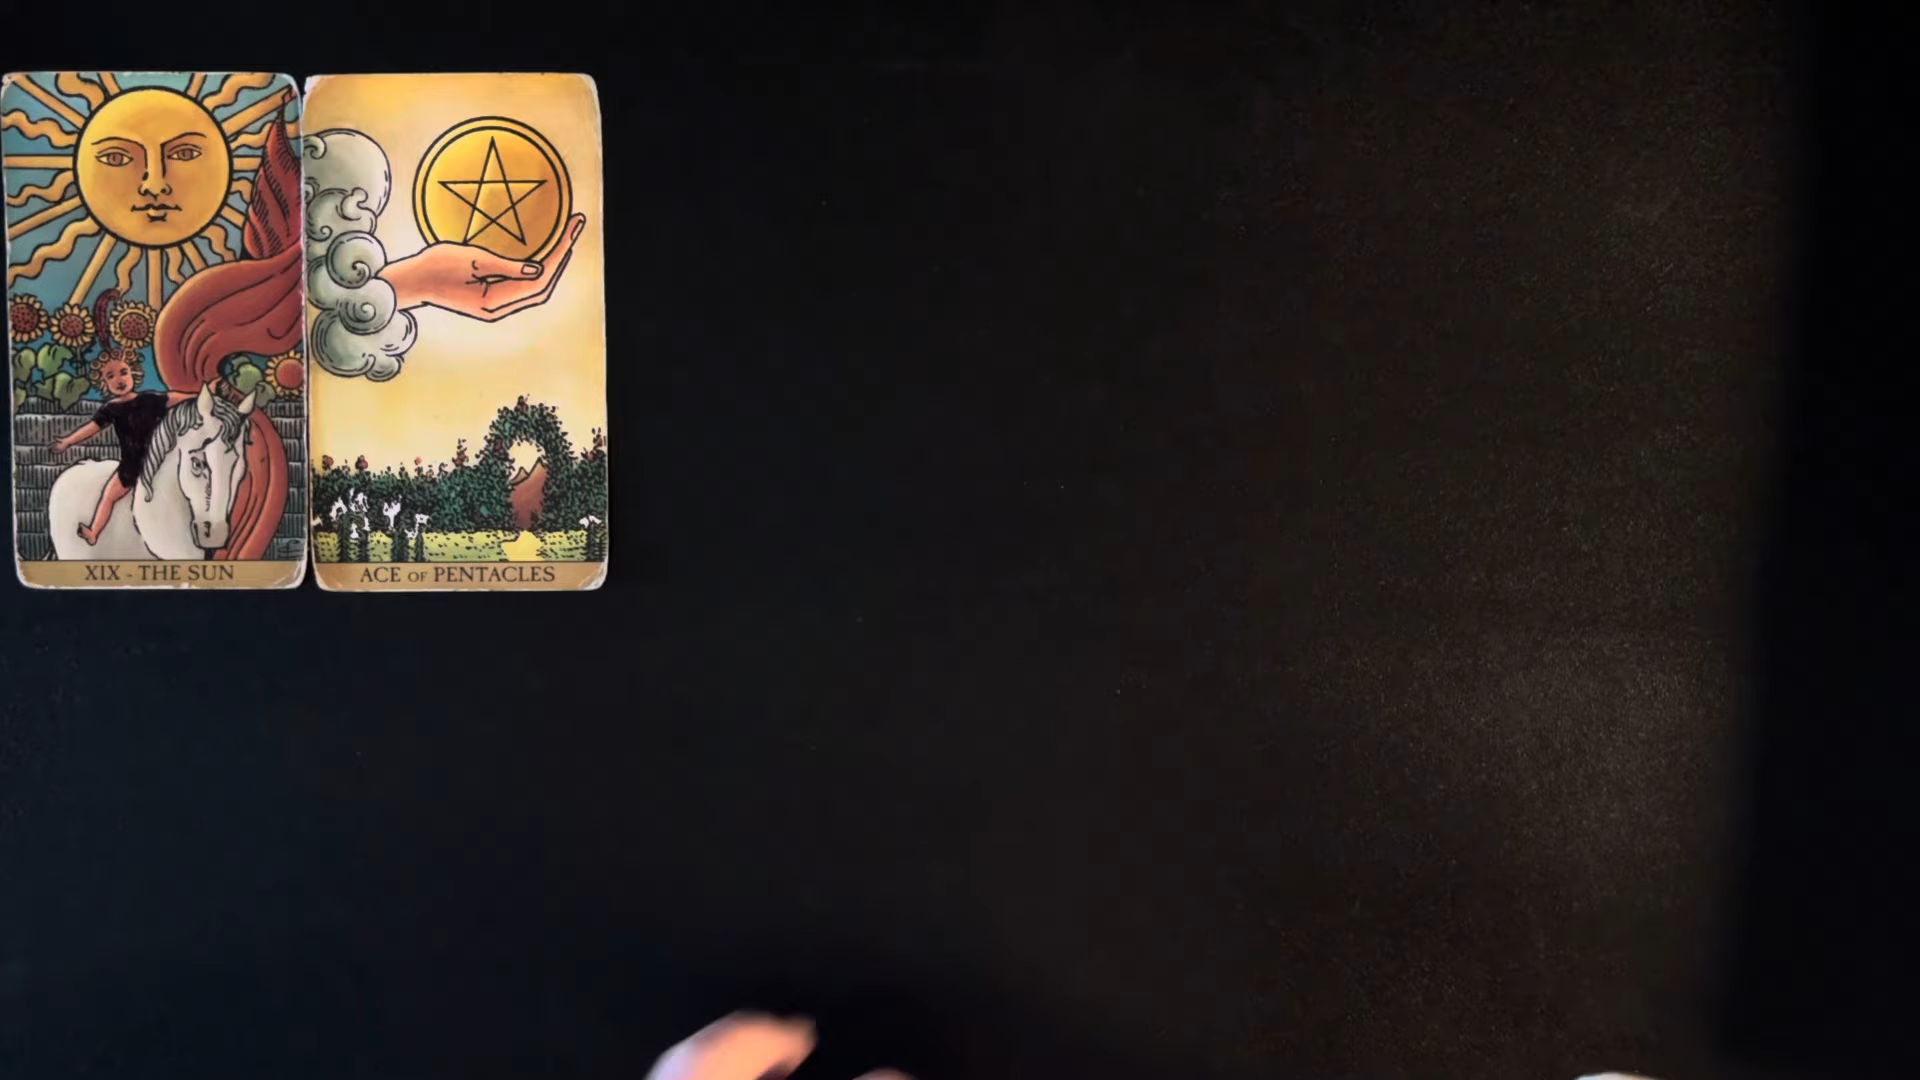 XIX - THE SUN
ACE OF PENTACLES